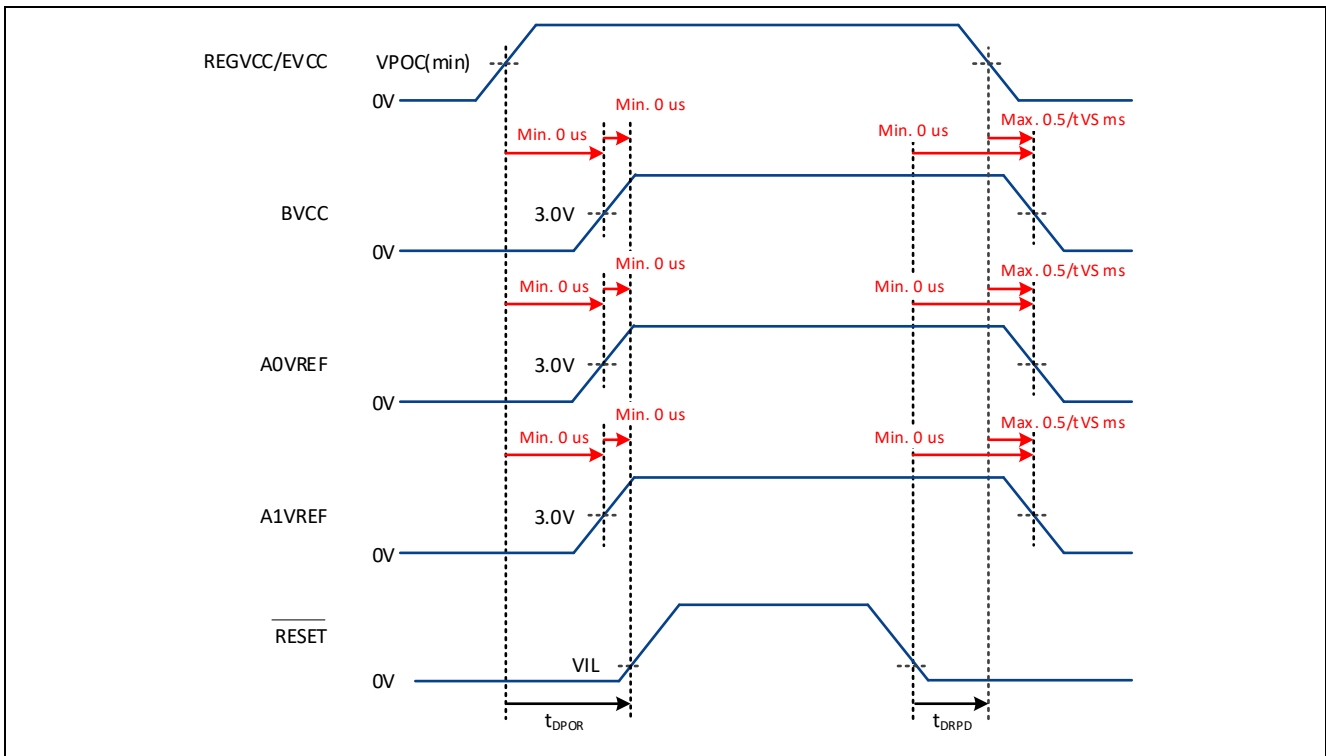 REGVCC/EVCC VPOC(min)
0V
Min. 0 us
Min. 0 us Min. 0 us Max. 0.5/tVS ms
BVCC 3.0V
0V
Min. 0 us
Min. 0 us Min. 0 us Max. 0.5/tVS ms
A0VREF 3.0V
0V
Min. 0 us
Min. 0 us Min. 0 us Max. 0.5/tVS ms
A1VREF 3.0V
0V
RESET
VIL
0V
tDPOR tDRPD